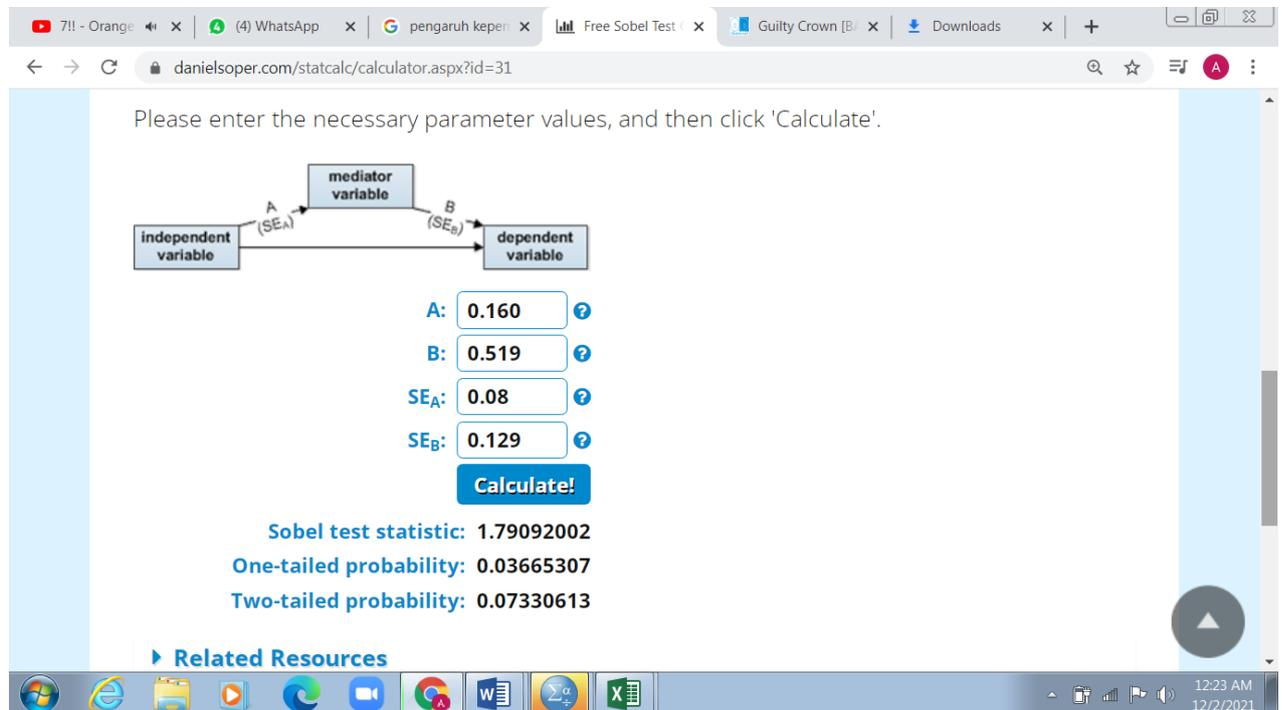 7!! - Orange
(4) WhatsApp
pengaruh kepem
Free Sobel Test
Guilty Crown [BA
Downloads
danielsoper.com/statcalc/calculator.aspx?id=31
A
Please enter the necessary parameter values, and then click 'Calculate'.
mediator
variable
A
(SEA)
B
(SEB)
independent
variable
dependent
variable
A: 0.160 ?
B: 0.519 ?
SEA: 0.08 ?
SEB: 0.129 ?
Calculate!
Sobel test statistic: 1.79092002
One-tailed probability: 0.03665307
Two-tailed probability: 0.07330613
Related Resources
12:23 AM
12/2/2021